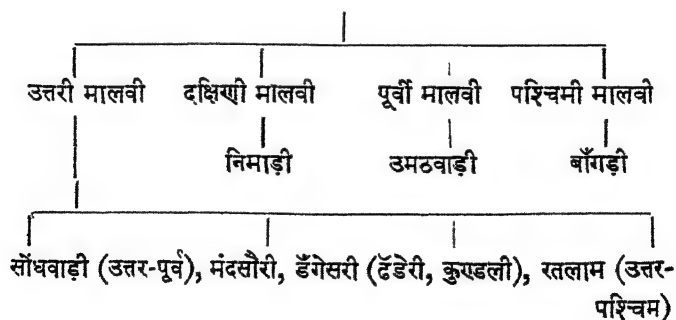 उत्तरी मालवी दक्षिणी मालवी पूर्वी मालवी पश्चिमी मालवी
निमाड़ी उमठवाड़ी बाँगड़ी
सोंधवाड़ी (उत्तर-पूर्व), मंदसौरी, डँगेसरी (ढॅंडेरी, कुण्डली), रतलाम (उत्तर-
पश्चिम)